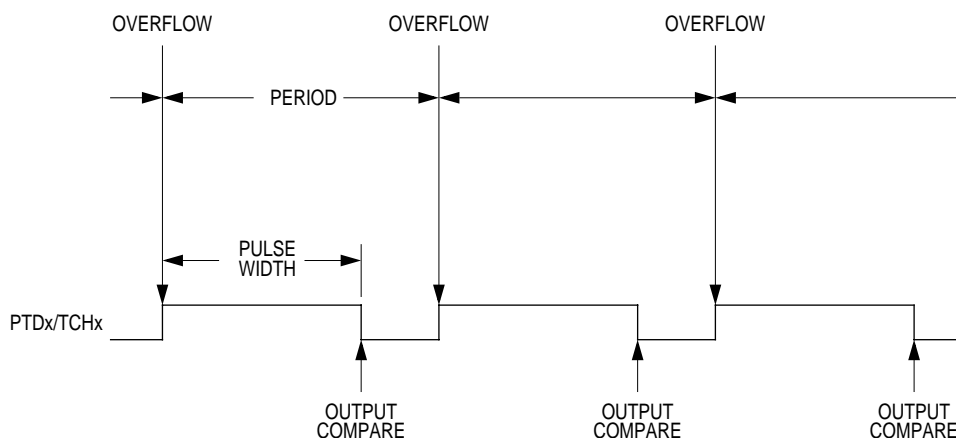 OVERFLOW
OVERFLOW
OVERFLOW
PERIOD
PULSE
WIDTH
PTDx/TCHx
OUTPUT
COMPARE
OUTPUT
COMPARE
OUTPUT
COMPARE